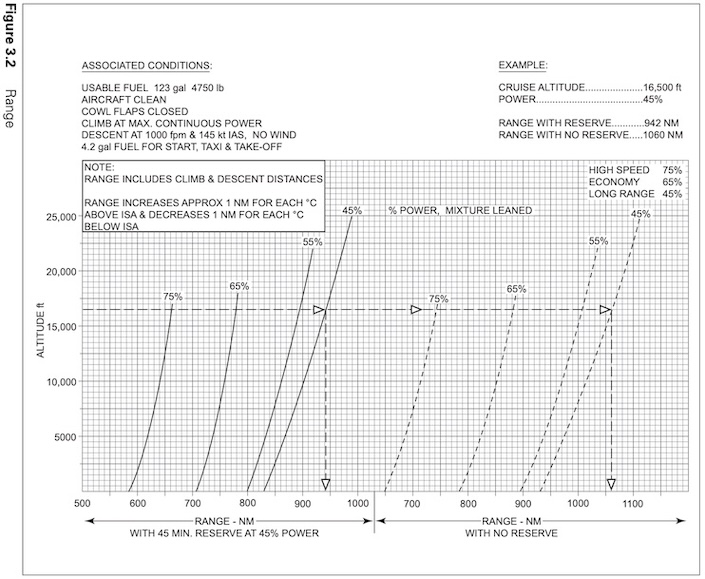 Figure 3.2 Range
ASSOCIATED CONDITIONS:
USABLE FUEL 123 gal 4750 lb
AIRCRAFT CLEAN
COWL FLAPS CLOSED
CLIMB AT MAX. CONTINUOUS POWER
DESCENT AT 1000 fpm & 145 kt IAS, NO WIND
4.2 gal FUEL FOR START, TAXI & TAKE-OFF
EXAMPLE:
CRUISE ALTITUDE......................16,500 ft
POWER.......................................45%
RANGE WITH RESERVE............942 NM
RANGE WITH NO RESERVE.....1060 NM
NOTE:
RANGE INCLUDES CLIMB & DESCENT DISTANCES
RANGE INCREASES APPROX 1 NM FOR EACH °C
ABOVE ISA & DECREASES 1 NM FOR EACH °C
BELOW ISA
HIGH SPEED 75%
ECONOMY 65%
LONG RANGE 45%
45% % POWER, MIXTURE LEANED 45%
55% 55%
75% 65% 75% 65%
ALTITUDE ft
25,000
20,000
15,000
10,000
5000
500 600 700 800 900 1000 700 800 900 1000 1100
RANGE - NM RANGE - NM
WITH 45 MIN. RESERVE AT 45% POWER WITH NO RESERVE